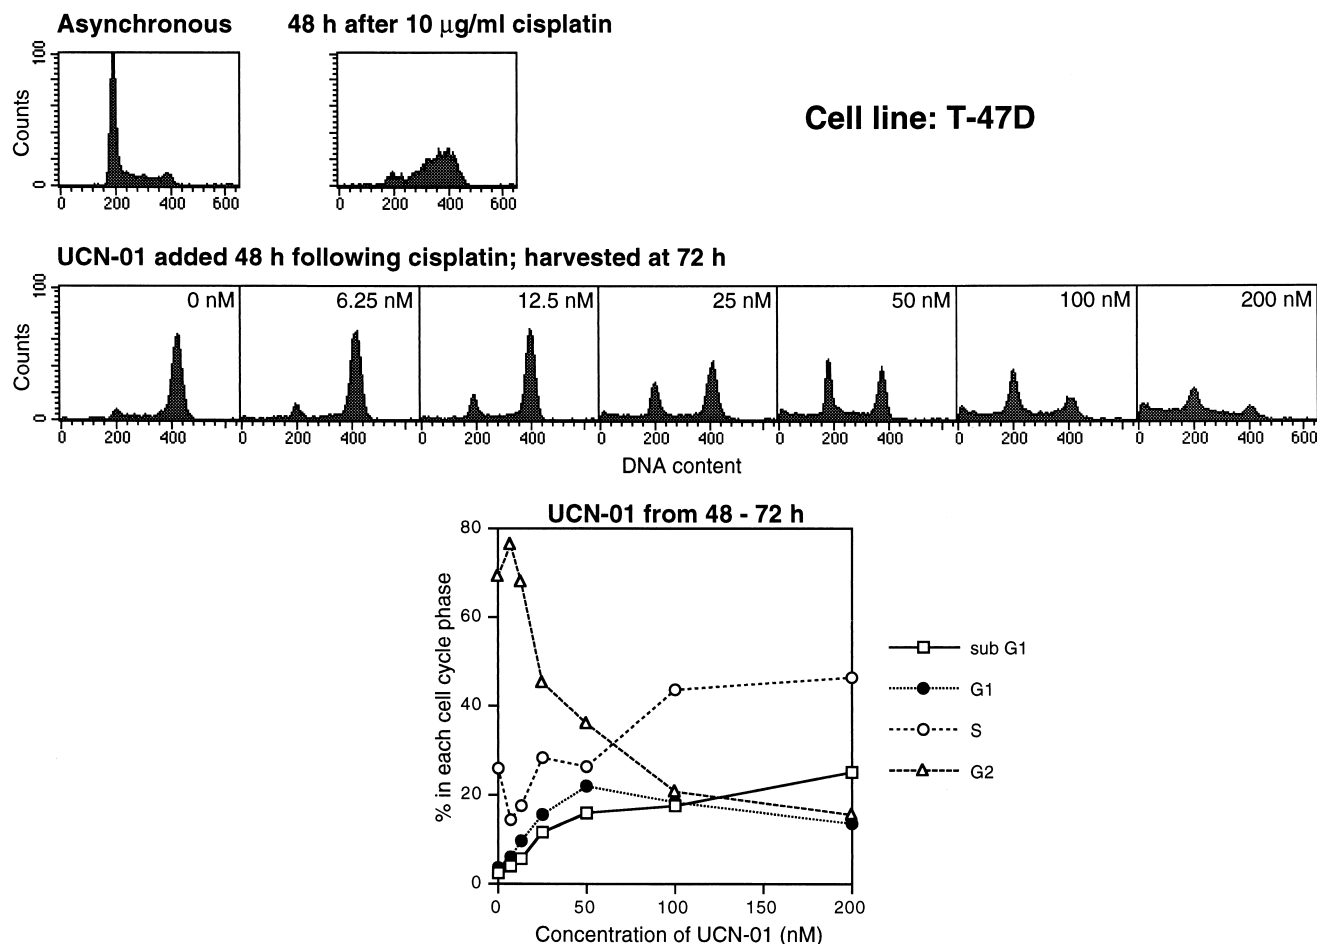 Asynchronous
48 h after 10 µg/ml cisplatin
Cell line: T-47D
Counts
100
0
0 200 400 600
0 200 400 600
UCN-01 added 48 h following cisplatin; harvested at 72 h
Counts
100
0
0 nM
6.25 nM
12.5 nM
25 nM
50 nM
100 nM
200 nM
0 200 400
0 200 400
0 200 400
0 200 400
0 200 400
0 200 400
0 200 400 600
DNA content
UCN-01 from 48 - 72 h
% in each cell cycle phase
80
60
40
20
0
0 50 100 150 200
Concentration of UCN-01 (nM)
sub G1
G1
S
G2